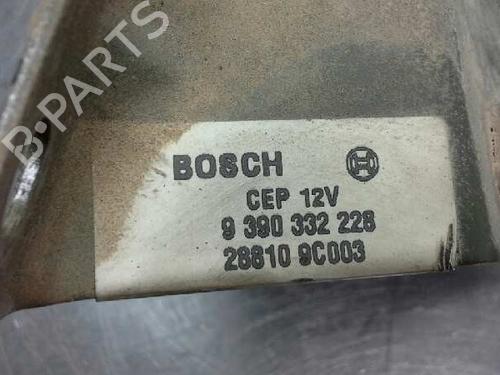 B-PARTS
BOSCH
CEP 12V
9 390 332 228
28810 9C003